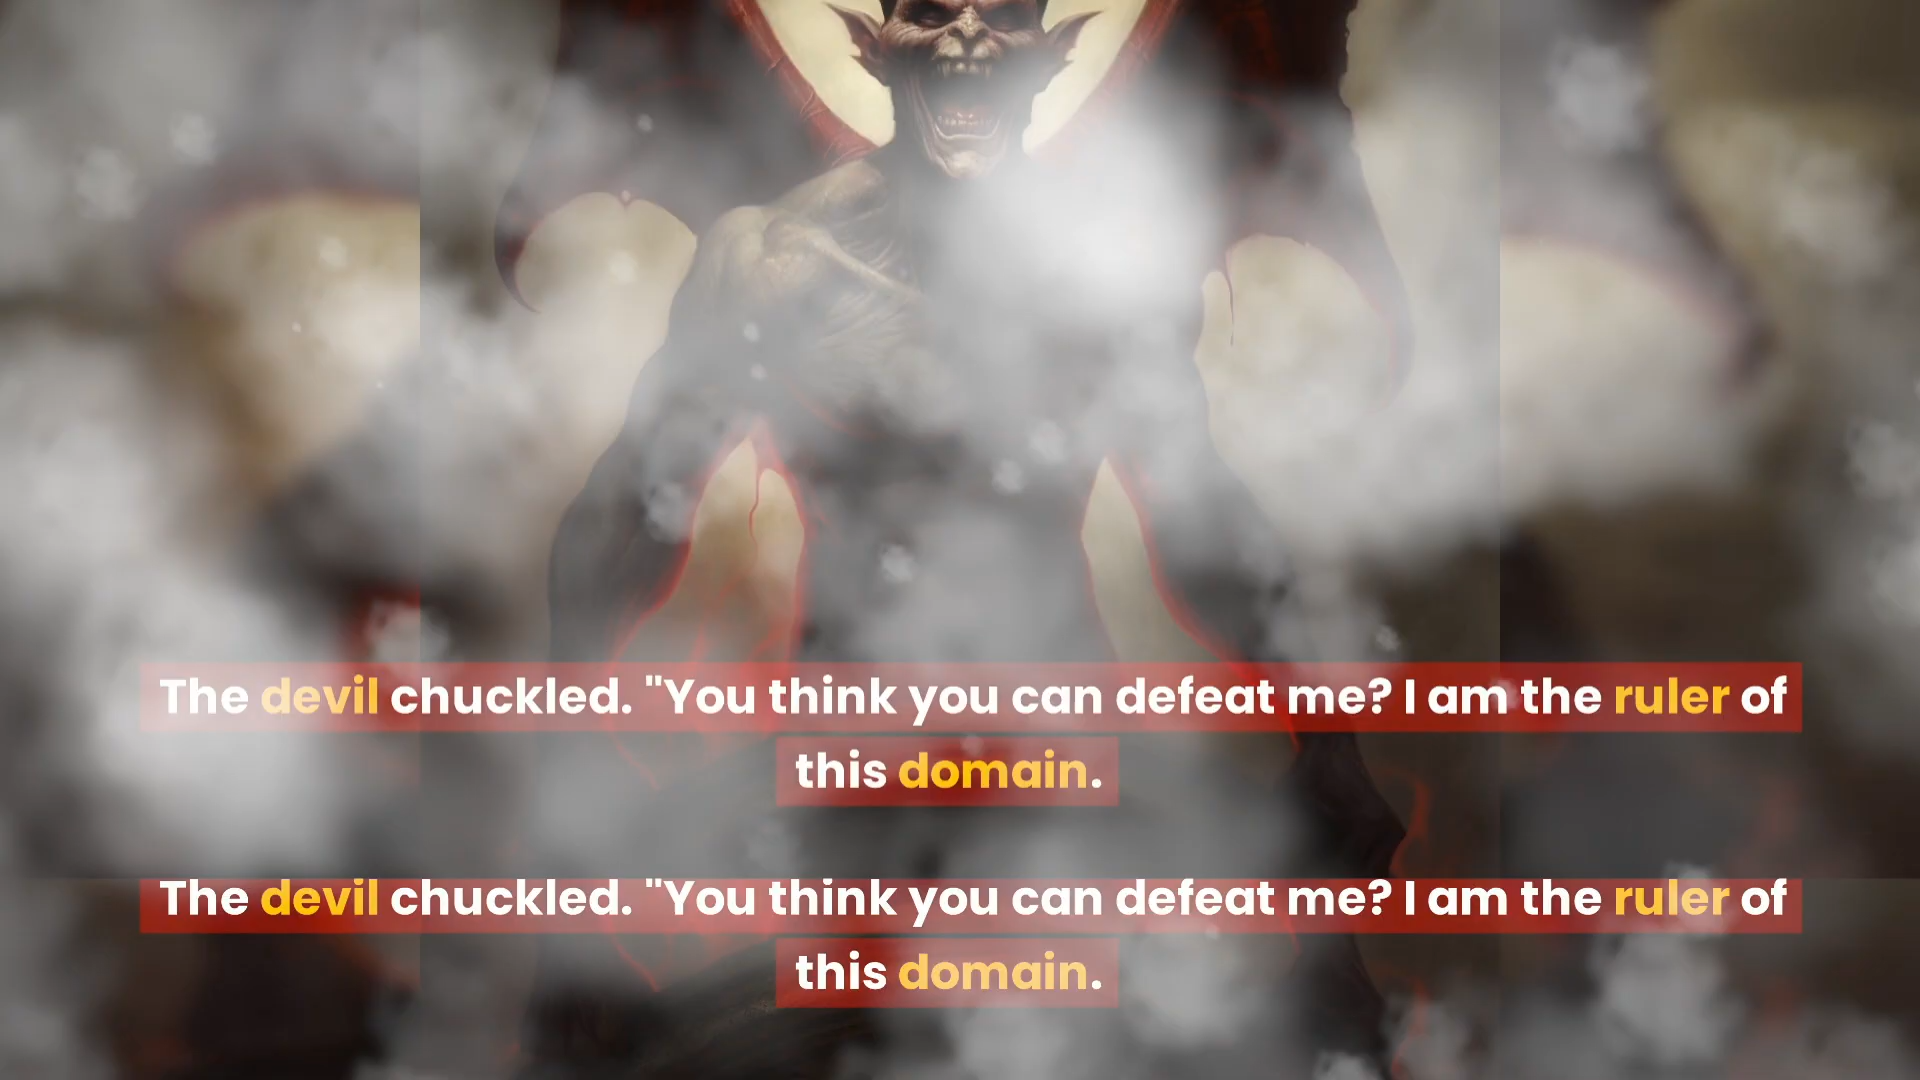 The devil chuckled. "You think you can defeat me? I am the ruler of
this domain.
The devil chuckled. "You think you can defeat me? I am the ruler of
this domain.